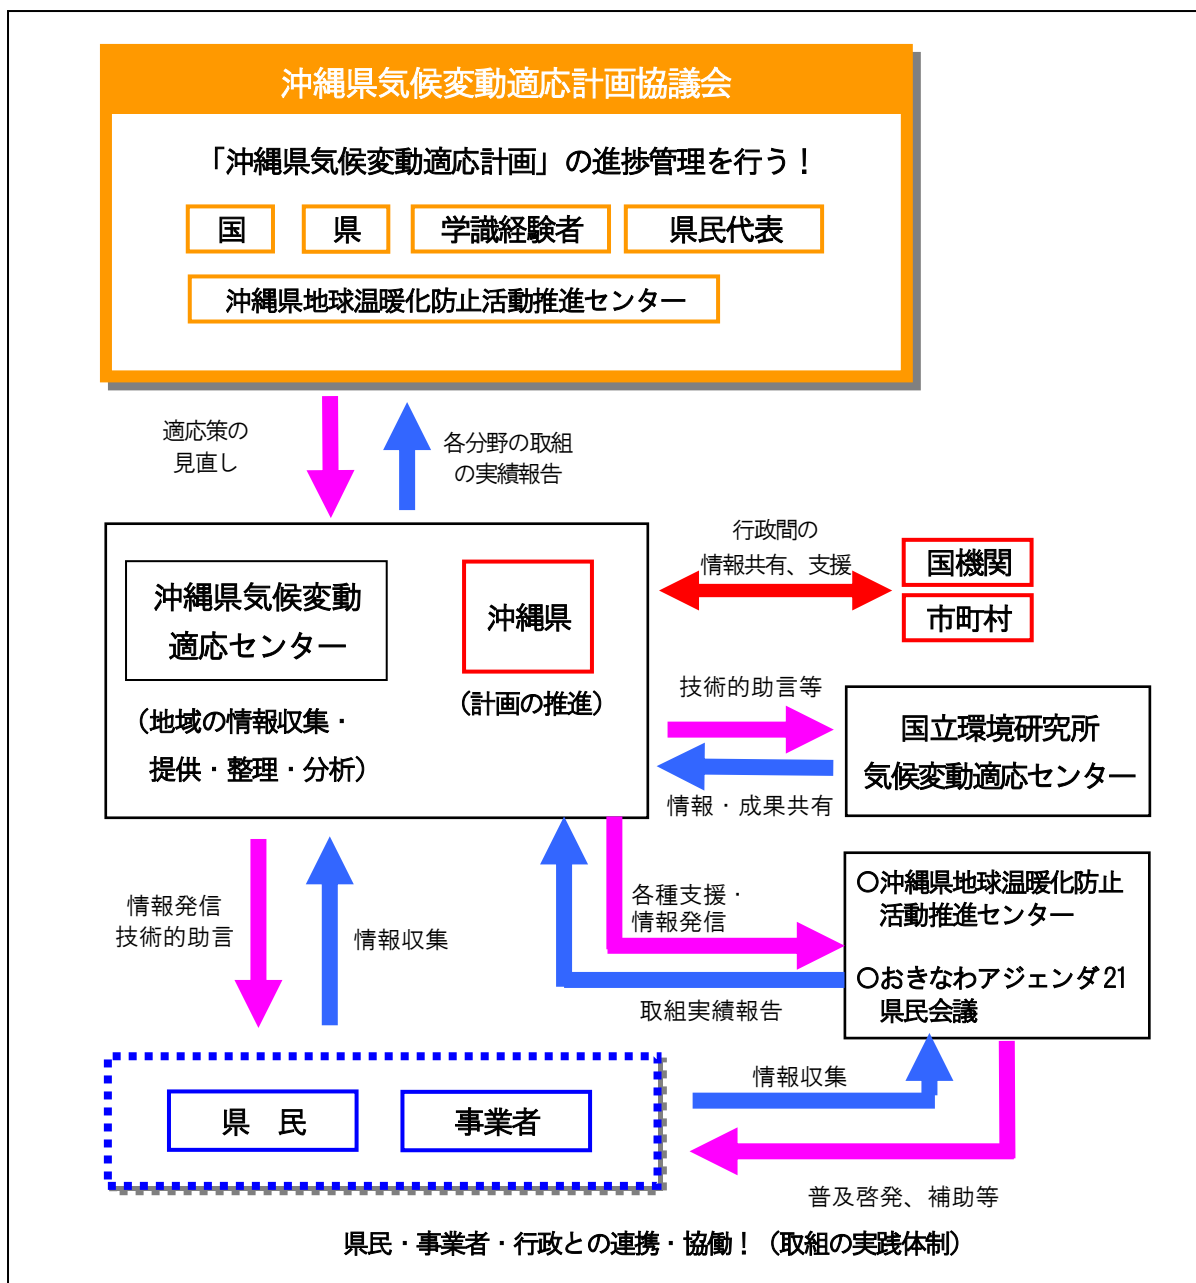 沖縄県気候変動適応計画協議会
「沖縄県気候変動適応計画」の進捗管理を行う！
国
県
学識経験者
県民代表
沖縄県地球温暖化防止活動推進センター
適応策の
見直し
各分野の取組
の実績報告
沖縄県気候変動
適応センター
（地域の情報収集・
提供・整理・分析）
沖縄県
（計画の推進）
行政間の
情報共有、支援
国機関
市町村
技術的助言等
情報・成果共有
国立環境研究所
気候変動適応センター
情報発信
技術的助言
情報収集
各種支援・
情報発信
取組実績報告
○沖縄県地球温暖化防止
活動推進センター
○おきなわアジェンダ21
県民会議
県　民
事業者
情報収集
普及啓発、補助等
県民・事業者・行政との連携・協働！（取組の実践体制）